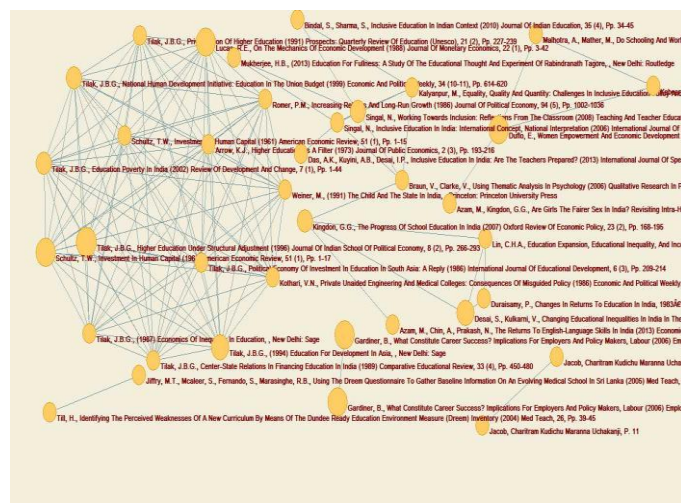 Bindal, S., Sharma, S., Inclusive Education In Indian Context (2010) Journal Of Indian Education, 35 (4), Pp. 34-45
Tilak, J.B.G., Of Higher Education (1991) Prospects: Quarterly Review Of Education (Unesco), 21 (2), Pp. 227-239
Malhotra, A., Mather, M., Do Schooling And
Lucas, R.E., On The Mechanics Of Economic Development (1988) Journal Of Monetary Economics, 22 (1), Pp. 3-42
Mukherjee, H.B., (2013) Education For Fullness: A Study Of The Educational Thought And Experiment Of Rabindranath Tagore, , New Delhi: Routledge
Tilak, J.B.G., National Human Development Initiative: Education In The Union Budget (1999) Economic And Weekly, 34 (10-11), Pp. 614-620
Kalyanpur, M., Equality, Quality And Quantity: Challenges In Inclusive Education
Romer, P.M., Increasing And Long-Run Growth (1986) Journal Of Political Economy, 94 (5), Pp. 1002-1036
Singal, N., Working Towards Inclusion: From The Classroom (2008) Teaching And Teacher
Singal, N., Inclusive Education In India: International Concept, National Interpretation (2006) International Journal Of
Schultz, T.W., Human Capital (1961) American Economic Review, 51 (1), Pp. 1-15
Duflo, E., Women Empowerment And Economic Development
Arrow, K.J., Higher Education As A Filter (1973) Journal Of Public Economics, 2 (3), Pp. 193-216
Das, A.K., Kuyini, A.B., Desai, I.P., Inclusive Education In India: Are The Teachers Prepared? (2013) International Journal Of
Tilak, J.B.G., Education Poverty In India (2002) Review Of Development And Change, 7 (1), Pp. 1-44
Braun, V., Clarke, V., Using Thematic Analysis In Psychology (2006) Qualitative Research In
Weiner, M., (1991) The Child And The State In India, Princeton: Princeton University Press
Azam, M., Kingdon, G.G., Are Girls The Fairer Sex In India? Revisiting
Kingdon, G.G., The Progress Of School Education In India (2007) Oxford Review Of Economic Policy, 23 (2), Pp. 168-195
Tilak, J.B.G., Higher Education Under Structural Adjustment (1996) Journal Of Indian School Of Political Economy, 8 (2), Pp. 266-293
Lin, C.H.A., Education Expansion, Educational Inequality, And
Schultz, T.W., Investment In Human Capital American Economic Review, 51 (1), Pp. 1-17
Tilak, J.B.G., Political Economy Of Investment In Education In South Asia: A Reply (1986) International Journal Of Educational Development, 6 (3), Pp. 209-214
Kothari, V.N., Private Unaided Engineering And Medical Colleges: Consequences Of Misguided Policy (1986) Economic And Political Weekly
Duraisamy, P., Changes In Returns To Education In India,
Desai, S., Kulkarni, V., Changing Educational Inequalities In India In The
Azam, M., Chin, A., Prakash, N., The Returns To English-Language Skills In India (2013)
Tilak, J.B.G., (1987) Economics Of In Education, , New Delhi: Sage
Gardiner, B., What Constitute Career Success? Implications For Employers And Policy Makers, Labour (2006)
Tilak, J.B.G., (1994) Education For Development In Asia, , New Delhi: Sage
Tilak, J.B.G., Center-State Relations In Financing Education In India (1989) Comparative Educational Review, 33 (4), Pp. 450-480
Jacob, Charitram Kudichu Maranna
Jiffry, M.T., Mcaleer, S., Fernando, S., Marasinghe, R.B., Using The Dreem Questionnaire To Gather Baseline Information On An Evolving Medical School In Sri Lanka (2005) Med Teach,
Gardiner, B., What Constitute Career Success? Implications For Employers And Policy Makers, Labour (2006)
Till, H., Identifying The Perceived Weaknesses Of A New Curriculum By Means Of The Dundee Ready Education Environment Measure (Dreem) Inventory (2004) Med Teach, 26, Pp. 39-45
Jacob, Charitram Kudichu Maranna Uchakanji, P. 11